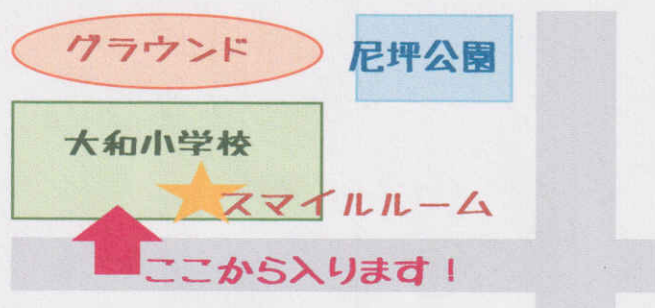 グラウンド
尼坪公園
大和小学校
スマイルルーム
ここから入ります！